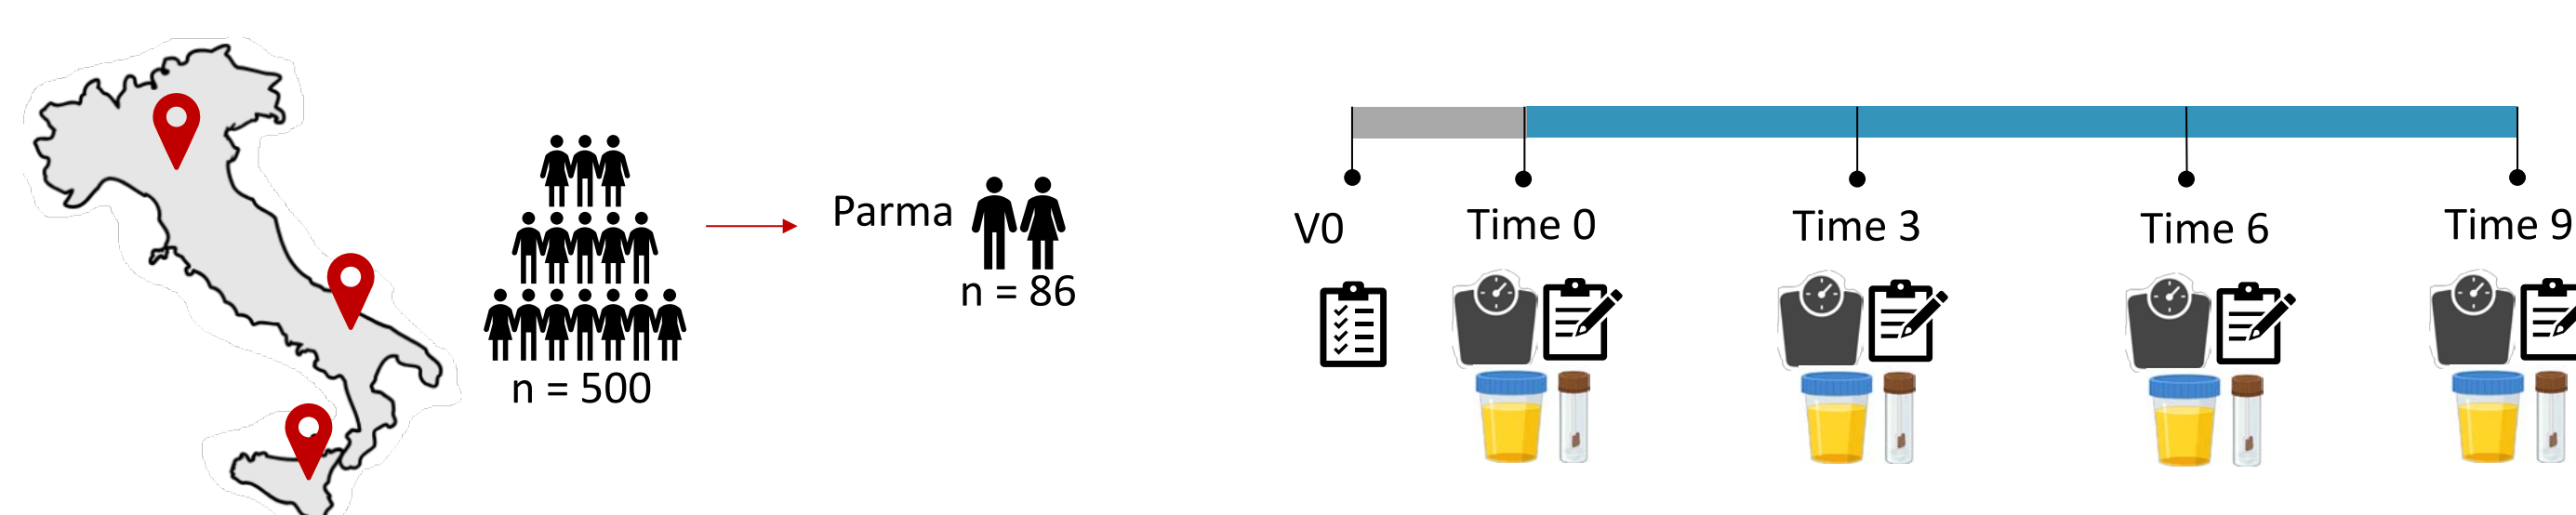 n = 500
Parma
n = 86
V0
Time 0
Time 3
Time 6
Time 9